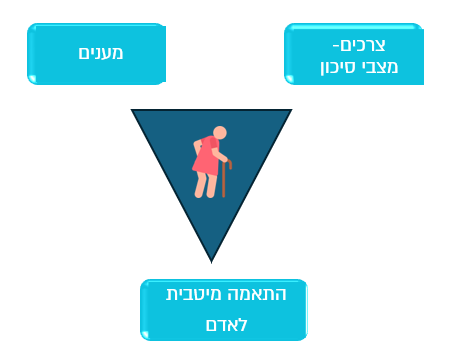 צרכים-
מצבי סיכון
מענים
התאמה מיטבית
לאדם